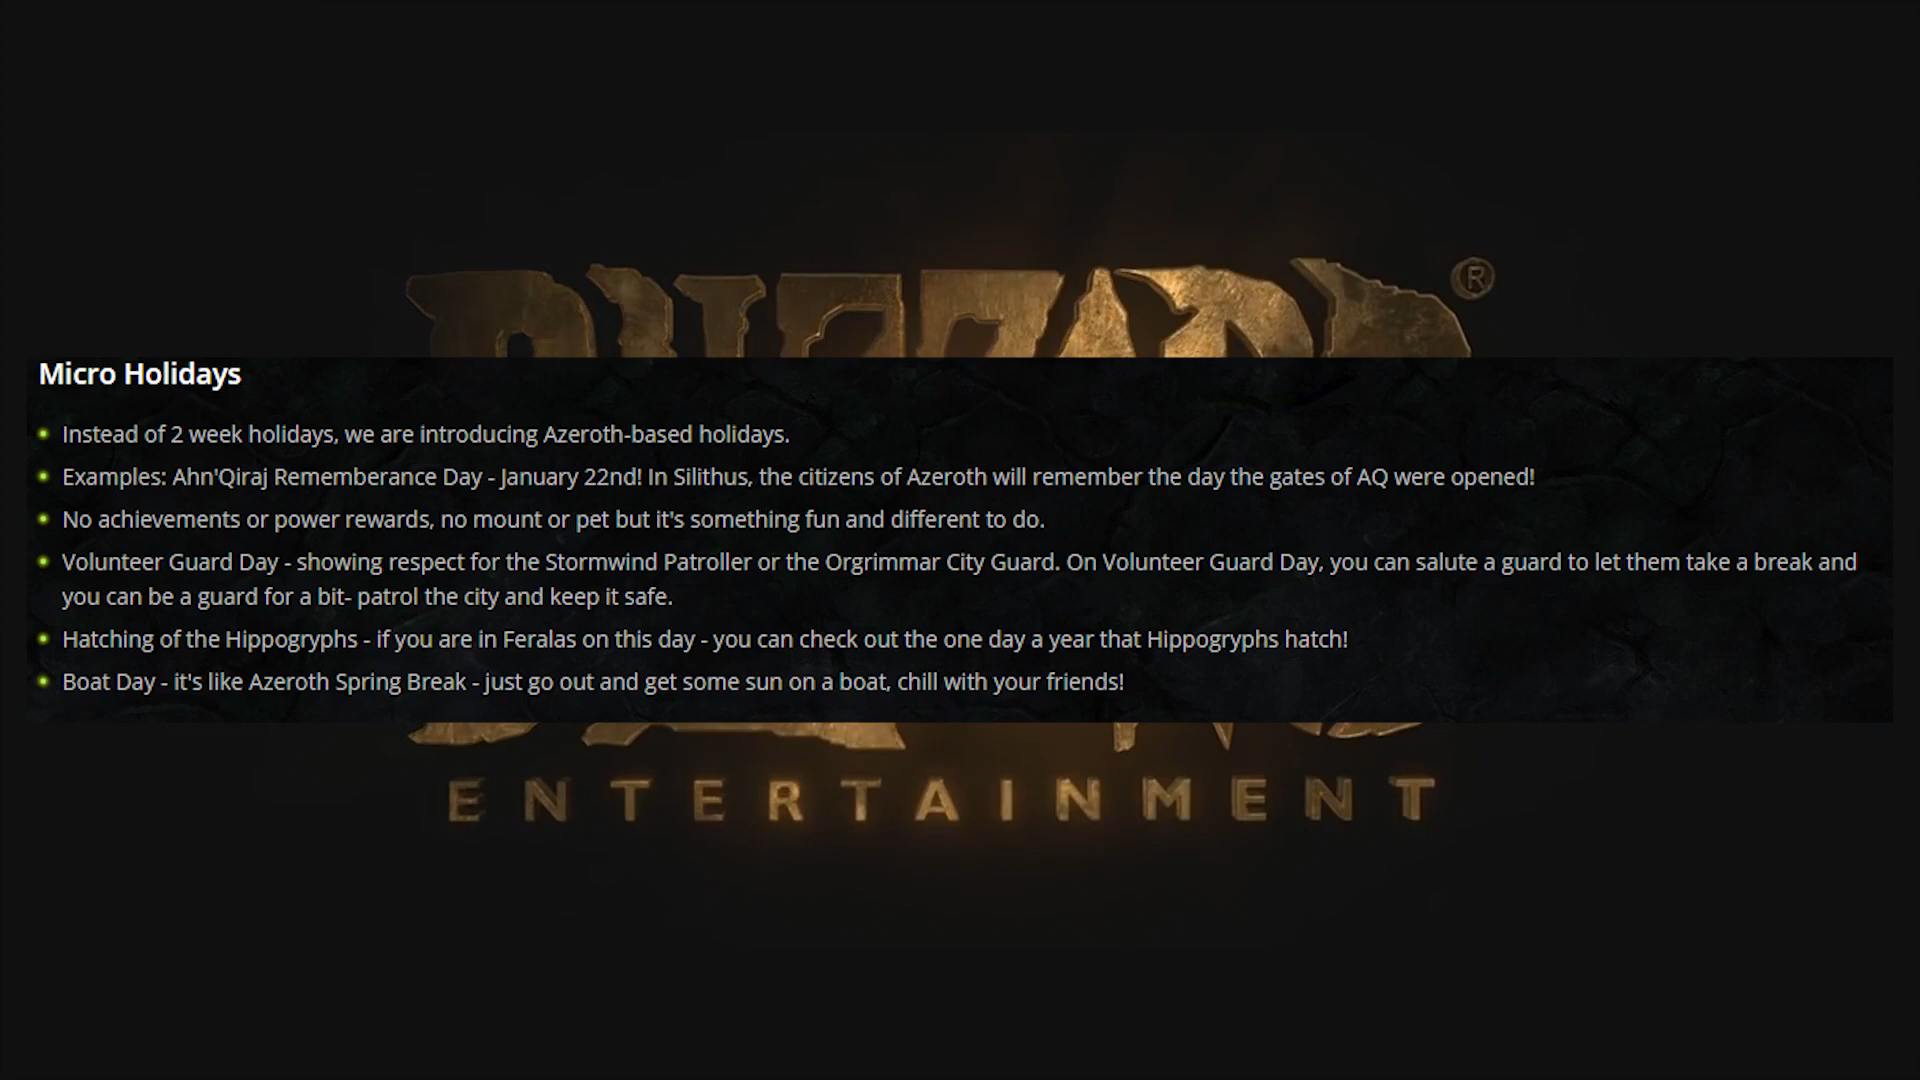 ®
Micro Holidays
Instead of 2 week holidays, we are introducing Azeroth-based holidays.
Examples: Ahn'Qiraj Rememberance Day - January 22nd! In Silithus, the citizens of Azeroth will remember the day the gates of AQ were opened!
No achievements or power rewards, no mount or pet but it's something fun and different to do.
Volunteer Guard Day - showing respect for the Stormwind Patroller or the Orgrimmar City Guard. On Volunteer Guard Day, you can salute a guard to let them take a break and
you can be a guard for a bit- patrol the city and keep it safe.
Hatching of the Hippogryphs - if you are in Feralas on this day - you can check out the one day a year that Hippogryphs hatch!
Boat Day - it's like Azeroth Spring Break - just go out and get some sun on a boat, chill with your friends!
ENTERTAINMENT